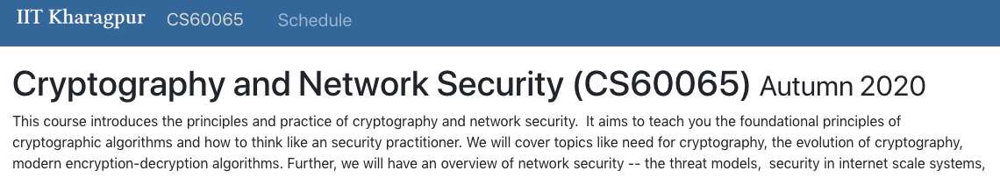 IIT Kharagpur CS60065 Schedule
Cryptography and Network Security (CS60065) Autumn 2020
This course introduces the principles and practice of cryptography and network security.  It aims to teach you the foundational principles of
cryptographic algorithms and how to think like an security practitioner. We will cover topics like need for cryptography, the evolution of cryptography,
modern encryption-decryption algorithms. Further, we will have an overview of network security -- the threat models,  security in internet scale systems,